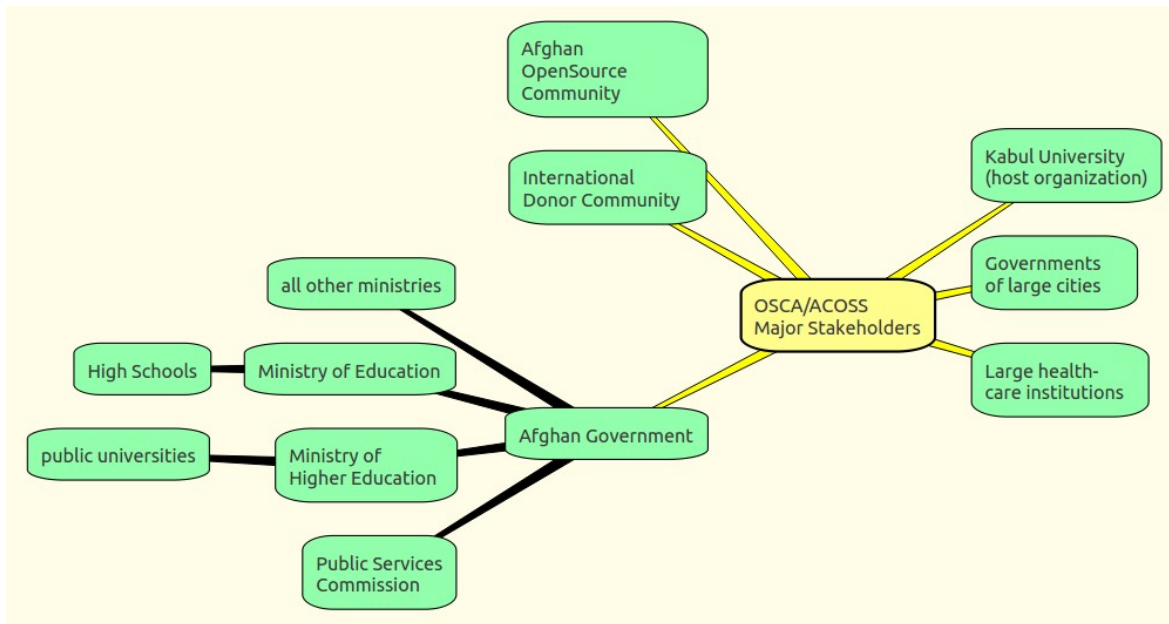 Afghan
OpenSource
Community
International
Donor Community
Kabul University
(host organization)
Governments
of large cities
OSCA/ACOSS
Major Stakeholders
Large health-
care institutions
all other ministries
High Schools
Ministry of Education
Afghan Government
public universities
Ministry of
Higher Education
Public Services
Commission